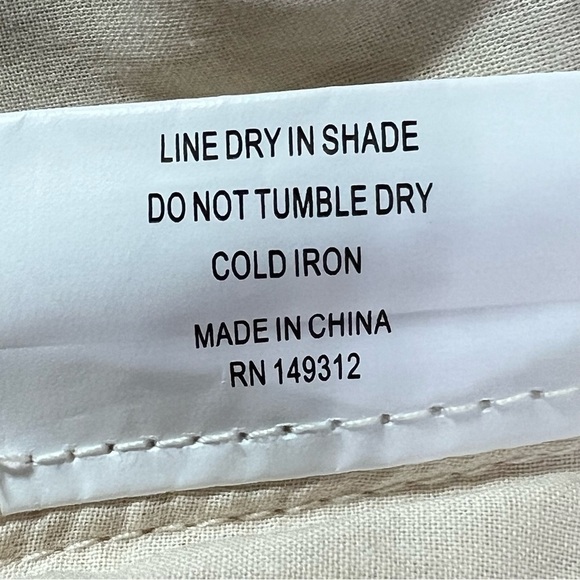 LINE DRY IN SHADE
DO NOT TUMBLE DRY
COLD IRON
MADE IN CHINA
RN 149312